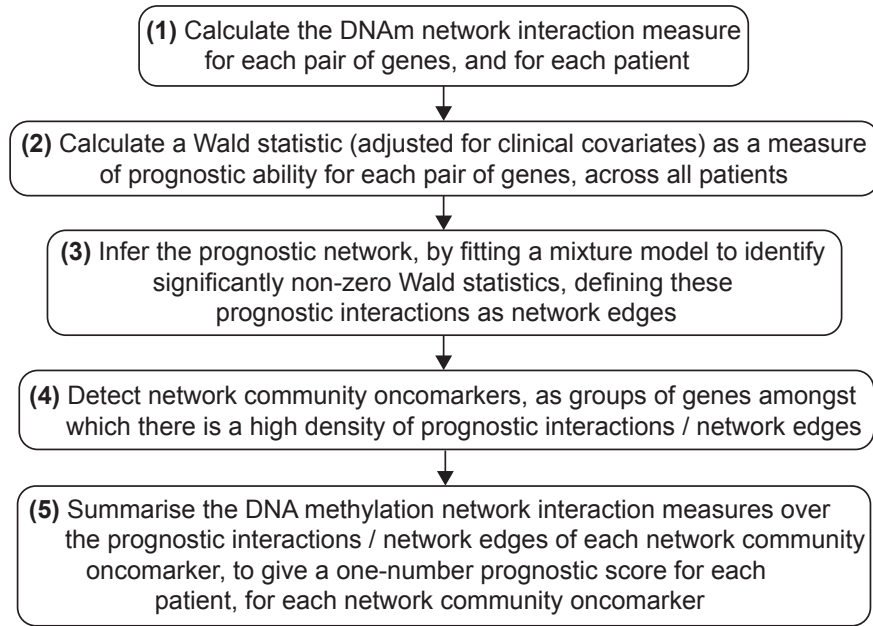 (1) Calculate the DNAm network interaction measure
for each pair of genes, and for each patient
(2) Calculate a Wald statistic (adjusted for clinical covariates) as a measure
of prognostic ability for each pair of genes, across all patients
(3) Infer the prognostic network, by fitting a mixture model to identify
significantly non-zero Wald statistics, defining these
prognostic interactions as network edges
(4) Detect network community oncomarkers, as groups of genes amongst
which there is a high density of prognostic interactions / network edges
(5) Summarise the DNA methylation network interaction measures over
the prognostic interactions / network edges of each network community
oncomarker, to give a one-number prognostic score for each
patient, for each network community oncomarker